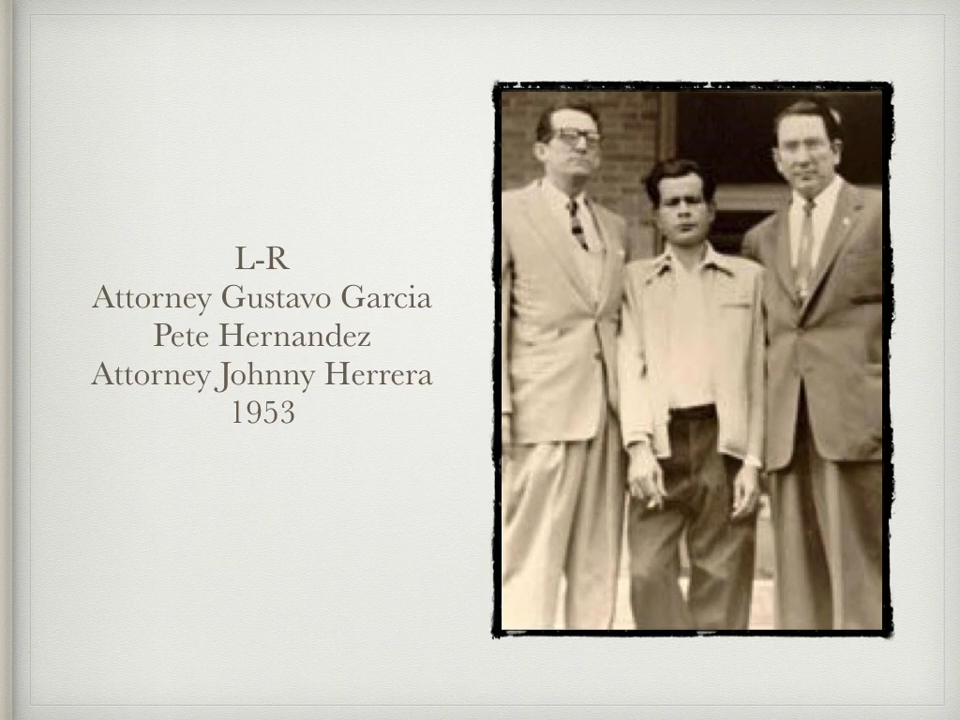 L-R
Attorney Gustavo Garcia
Pete Hernandez
Attorney Johnny Herrera
1953